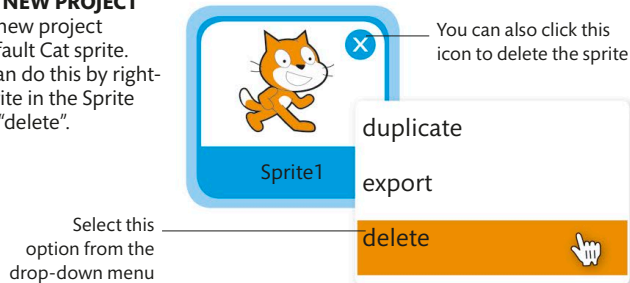 NEW PROJECT
new project
fault Cat sprite.
an do this by right-
ite in the Sprite
"delete".
You can also click this
icon to delete the sprite
Sprite1
duplicate
export
delete
Select this
option from the
drop-down menu